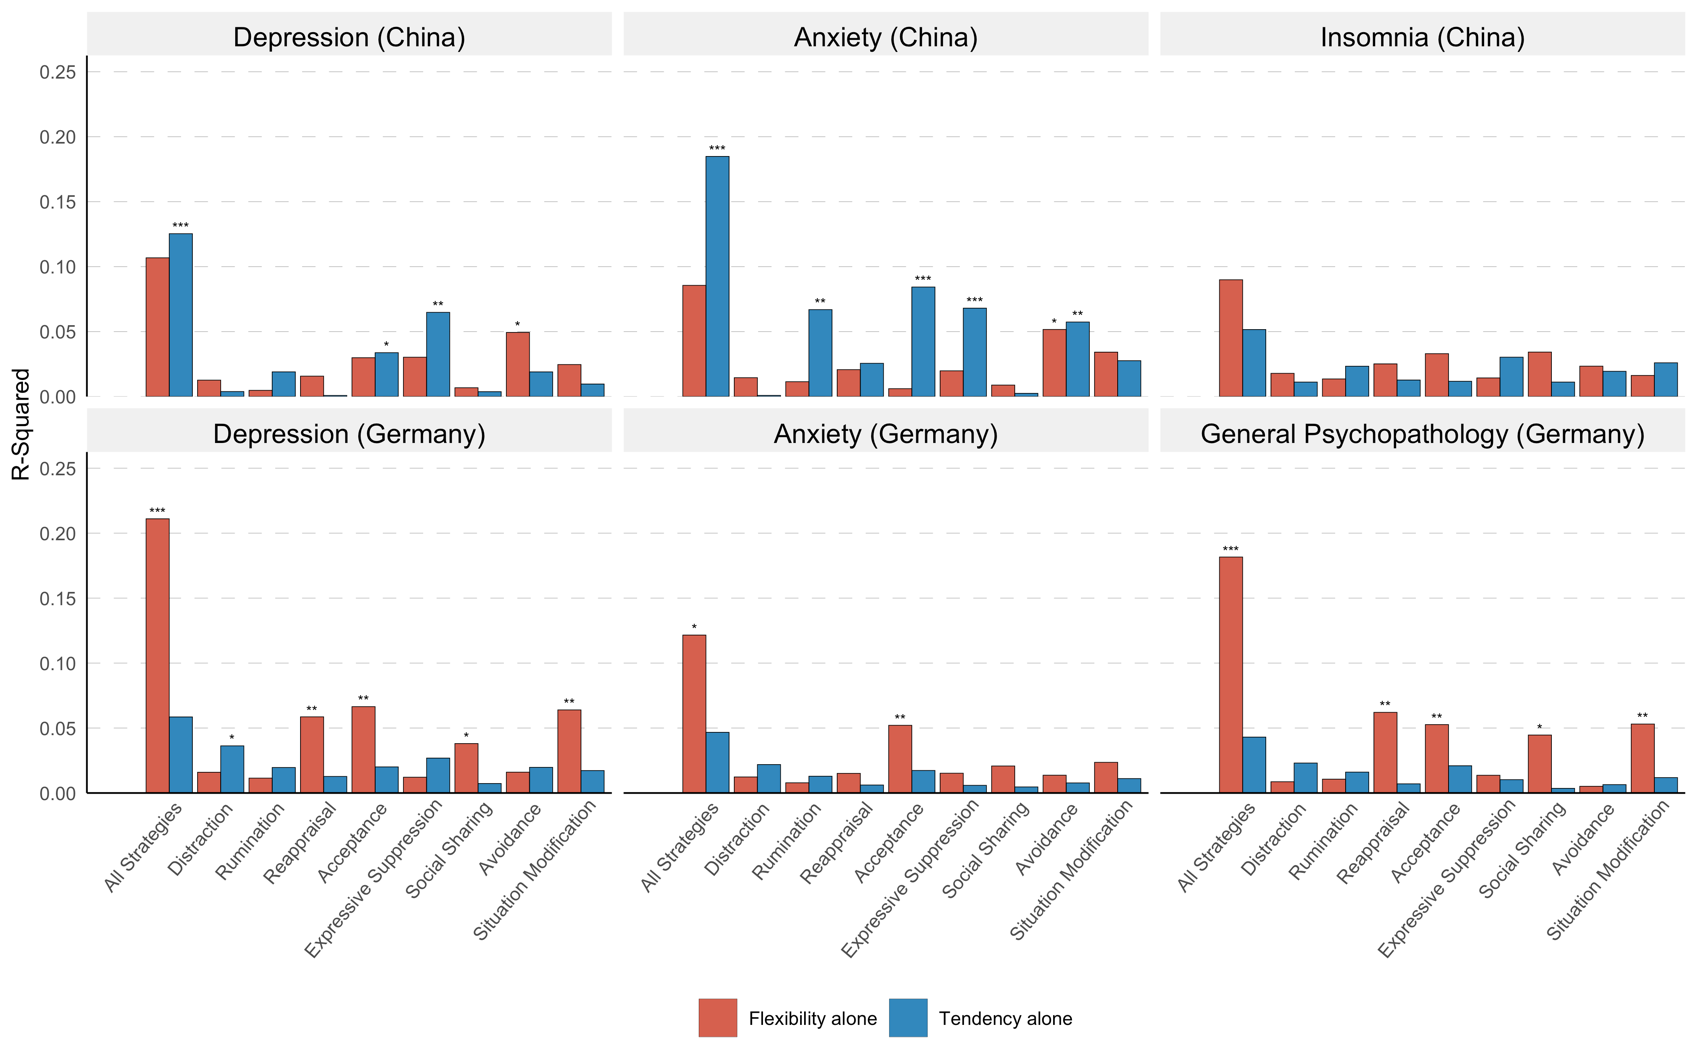 Depression (China)
Anxiety (China)
Insomnia (China)
0.25
0.20
0.15
0.10
0.05
0.00
***
*
**
*
***
**
***
***
*
**
R-Squared
Depression (Germany)
Anxiety (Germany)
General Psychopathology (Germany)
0.25
0.20
0.15
0.10
0.05
0.00
***
*
**
**
*
**
*
**
***
**
**
*
**
All Strategies
Distraction
Rumination
Reappraisal
Acceptance
Expressive Suppression
Social Sharing
Avoidance
Situation Modification
All Strategies
Distraction
Rumination
Reappraisal
Acceptance
Expressive Suppression
Social Sharing
Avoidance
Situation Modification
All Strategies
Distraction
Rumination
Reappraisal
Acceptance
Expressive Suppression
Social Sharing
Avoidance
Situation Modification
Flexibility alone
Tendency alone